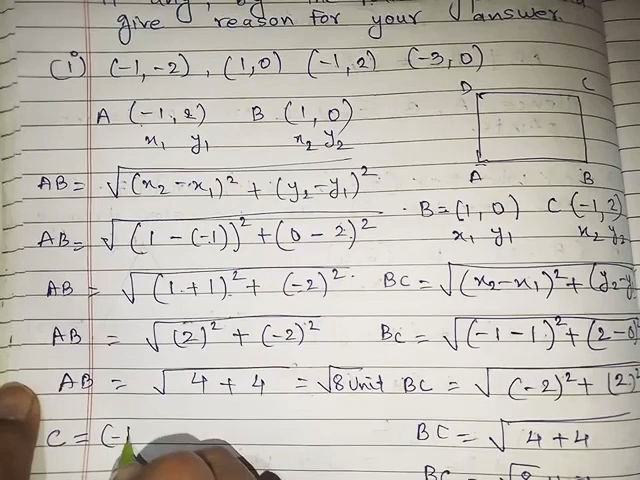 give reason for your answer.
(i) (-1,-2), (1,0) (-1,2) (-3,0)
D C
A (-1,2) B (1,0)
x₁ y₁ x₂ y₂
A B
AB = √(x₂-x₁)² + (y₂-y₁)²
B=(1,0) C (-1,2)
x₁ y₁ x₂ y₂
AB = √(1-(-1))² + (0-2)²
AB = √(1+1)² + (-2)²
BC = √(x₂-x₁)² + (y₂-y
AB = √(2)² + (-2)²
BC = √(-1-1)² + (2-0
AB = √4+4 = √8 unit
BC = √(-2)² + (2)²
C = (-1
BC = √4+4
BC